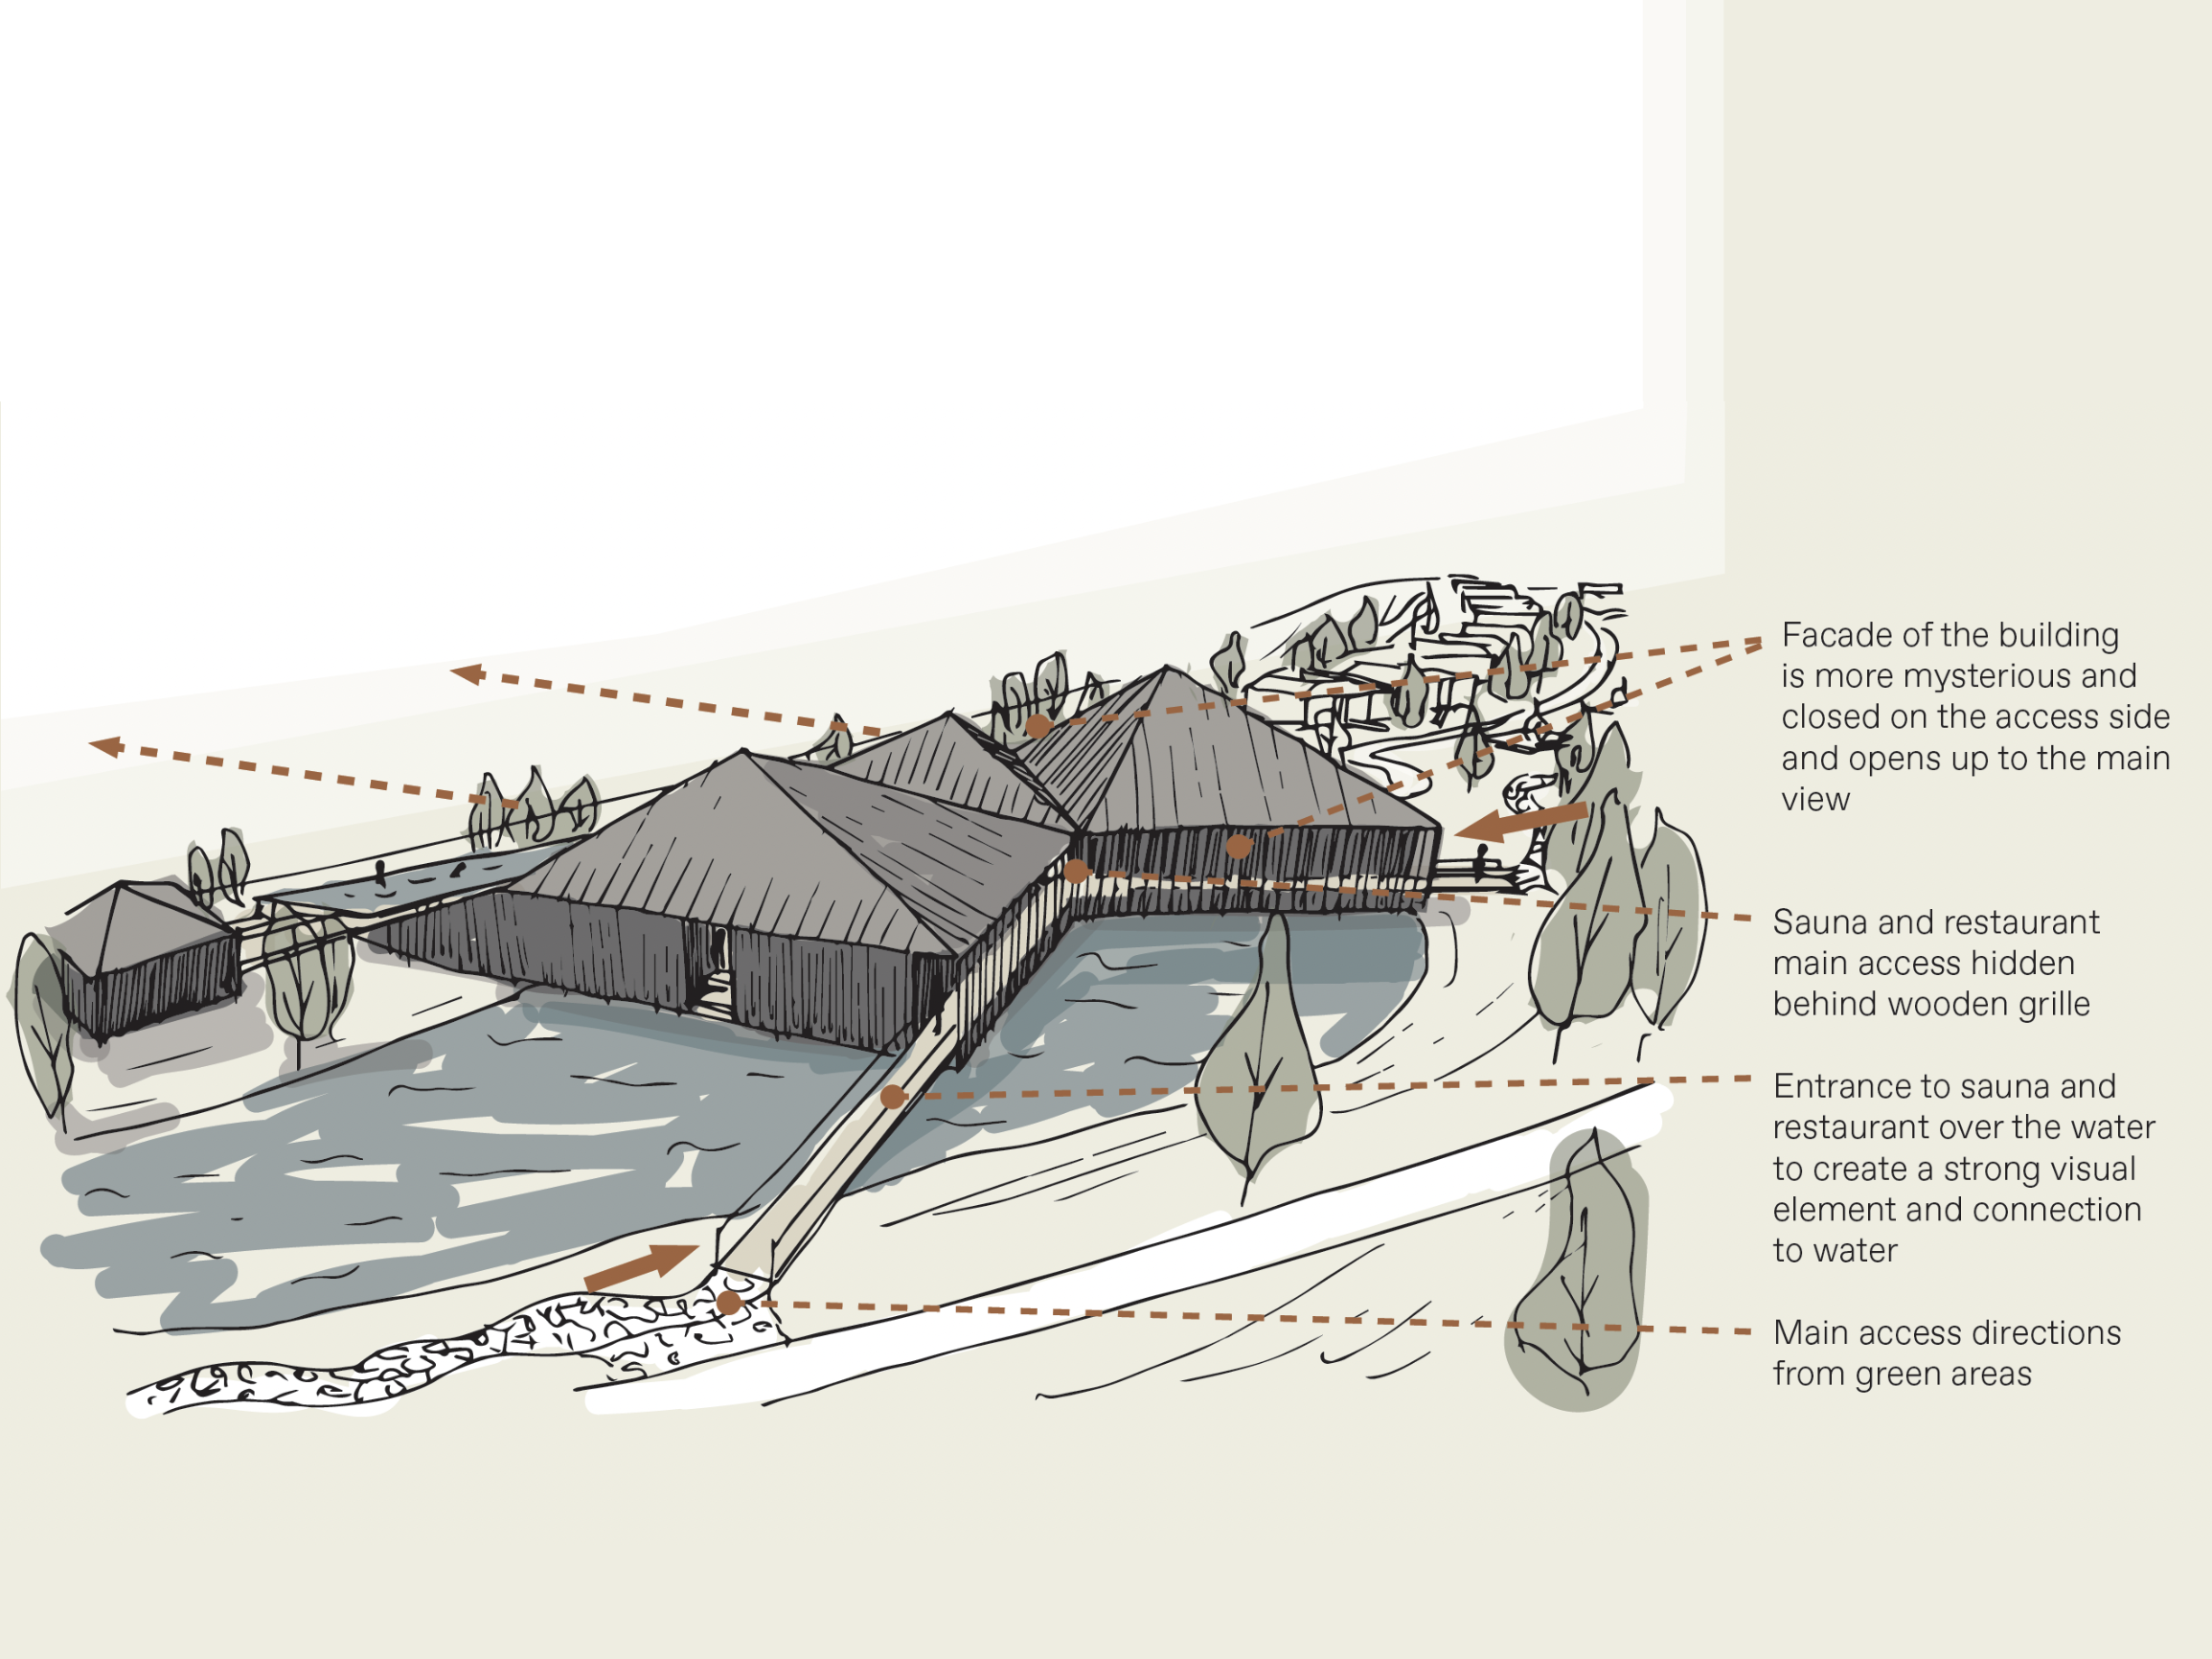 Facade of the building
is more mysterious and
closed on the access side
and opens up to the main
view
Sauna and restaurant
main access hidden
behind wooden grille
Entrance to sauna and
restaurant over the water
to create a strong visual
element and connection
to water
Main access directions
from green areas